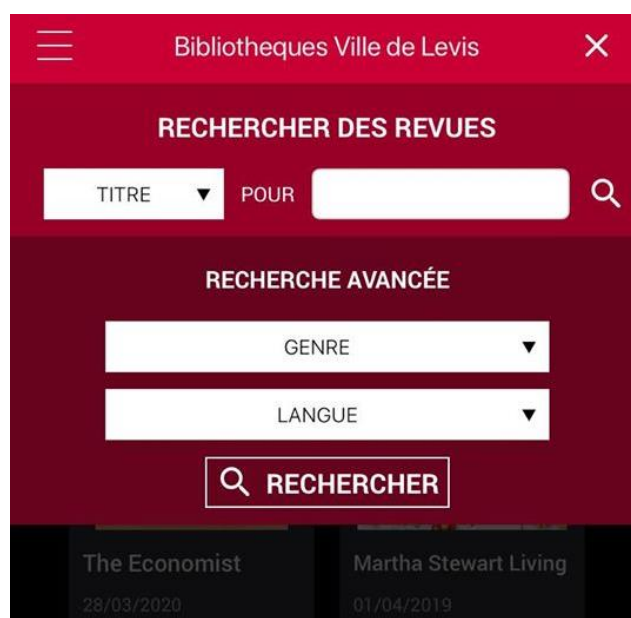 Bibliotheques Ville de Levis
RECHERCHER DES REVUES
TITRE POUR
RECHERCHE AVANCÉE
GENRE
LANGUE
RECHERCHER
The Economist Martha Stewart Living
28/03/2020 01/04/2019